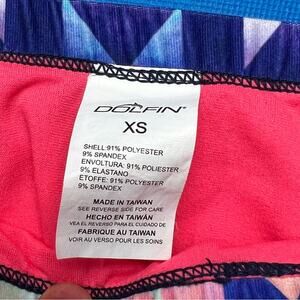 DOLFIN
XS
SHELL: 91% POLYESTER
9% SPANDEX
ENVOLTURA: 91% POLIESTER
9% ELASTANO
ETOFFE: 91% POLYESTER
9% SPANDEX
MADE IN TAIWAN
SEE REVERSE SIDE FOR CARE
HECHO EN TAIWÁN
VEA EL REVERSO PARA EL CUIDADO DE
FABRIQUE AU TAIWAN
VOIR AU VERSO POUR LES SOINS